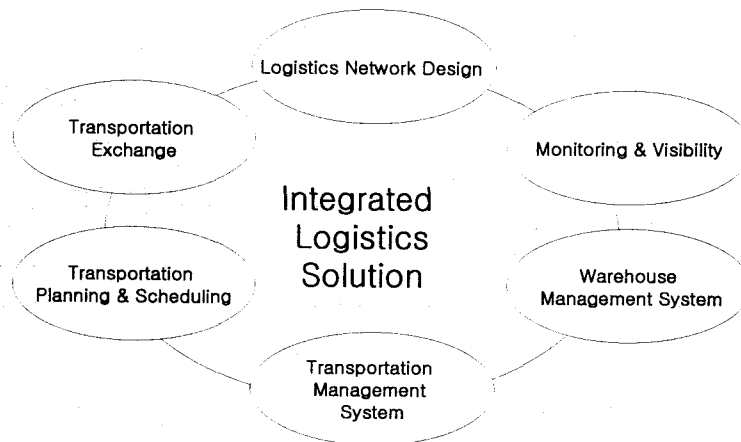 Logistics Network Design
Transportation
Exchange
Monitoring & Visibility
Integrated
Logistics
Solution
Transportation
Planning & Scheduling
Warehouse
Management System
Transportation
Management
System